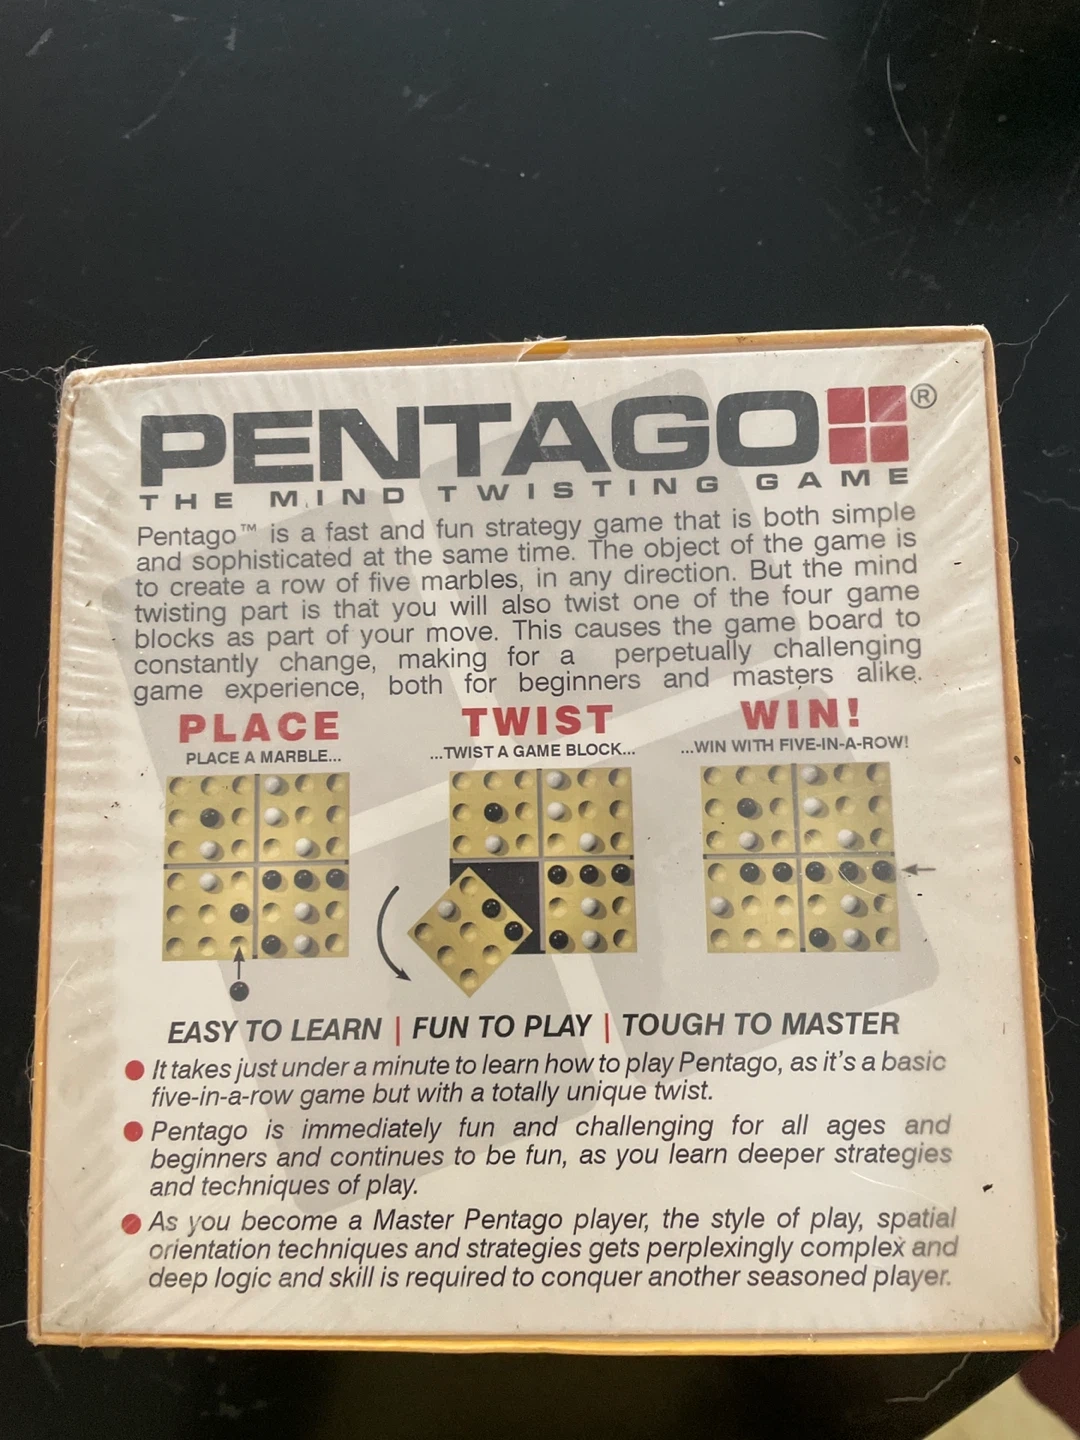 PENTAGO®
THE MIND TWISTING GAME
Pentago™ is a fast and fun strategy game that is both simple
and sophisticated at the same time. The object of the game is
to create a row of five marbles, in any direction. But the mind
twisting part is that you will also twist one of the four game
blocks as part of your move. This causes the game board to
constantly change, making for a perpetually challenging
game experience, both for beginners and masters alike.
PLACE
PLACE A MARBLE...
TWIST
...TWIST A GAME BLOCK...
WIN!
...WIN WITH FIVE-IN-A-ROW!
EASY TO LEARN | FUN TO PLAY | TOUGH TO MASTER
● It takes just under a minute to learn how to play Pentago, as it's a basic
five-in-a-row game but with a totally unique twist.
● Pentago is immediately fun and challenging for all ages and
beginners and continues to be fun, as you learn deeper strategies
and techniques of play.
● As you become a Master Pentago player, the style of play, spatial
orientation techniques and strategies gets perplexingly complex and
deep logic and skill is required to conquer another seasoned player.